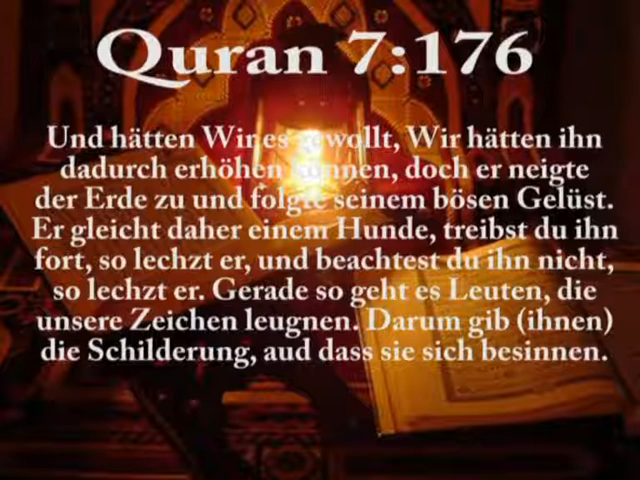 Quran 7:176
Und hätten Wir es gewollt, Wir hätten ihn
dadurch erhöhen können, doch er neigte
der Erde zu und folgte seinem bösen Gelüst.
Er gleicht daher einem Hunde, treibst du ihn
fort, so lechzt er, und beachtest du ihn nicht,
so lechzt er. Gerade so geht es Leuten, die
unsere Zeichen leugnen. Darum gib (ihnen)
die Schilderung, aud dass sie sich besinnen.